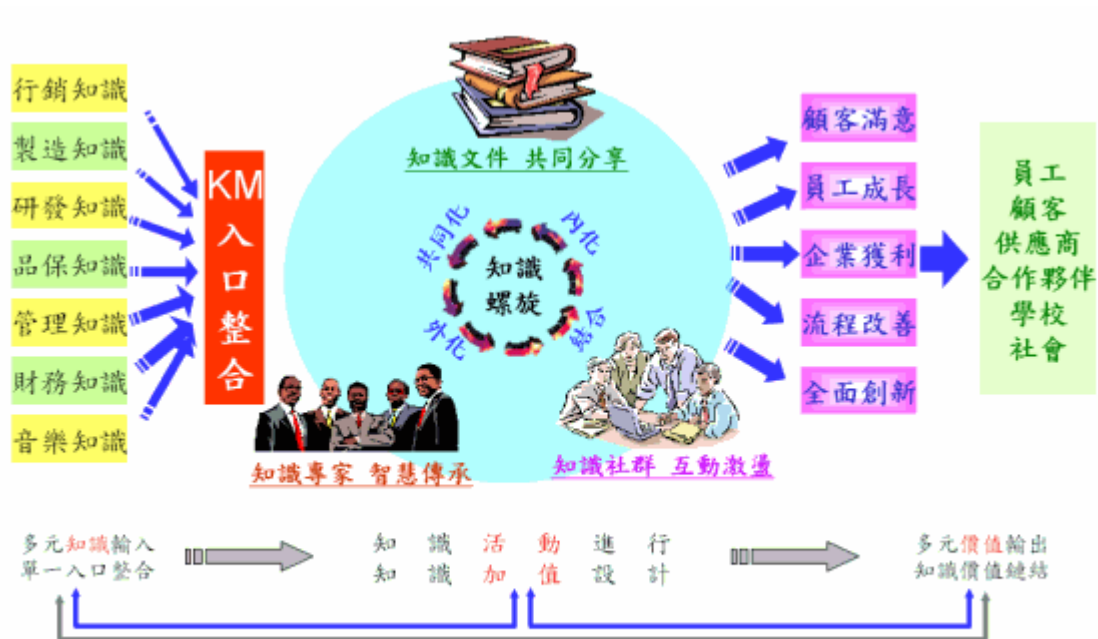 行銷知識
製造知識
研發知識
品保知識
管理知識
財務知識
音樂知識
KM
入
口
整
合
知識文件 共同分享
共同化
內化
知識
螺旋
外化
結合
知識專家 智慧傳承
知識社群 互動激盪
顧客滿意
員工成長
企業獲利
流程改善
全面創新
員工
顧客
供應商
合作夥伴
學校
社會
多元知識輸入
單一入口整合
知識活動進行
知識加值設計
多元價值輸出
知識價值鏈結